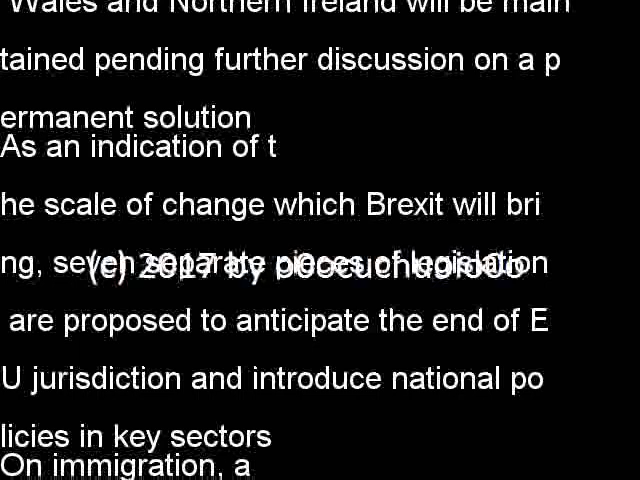 Wales and Northern Ireland will be main
tained pending further discussion on a p
ermanent solution
As an indication of t
he scale of change which Brexit will bri
ng, seven separate pieces of legislation
(c) 2017 by
are proposed to anticipate the end of E
U jurisdiction and introduce national po
licies in key sectors
On immigration, a